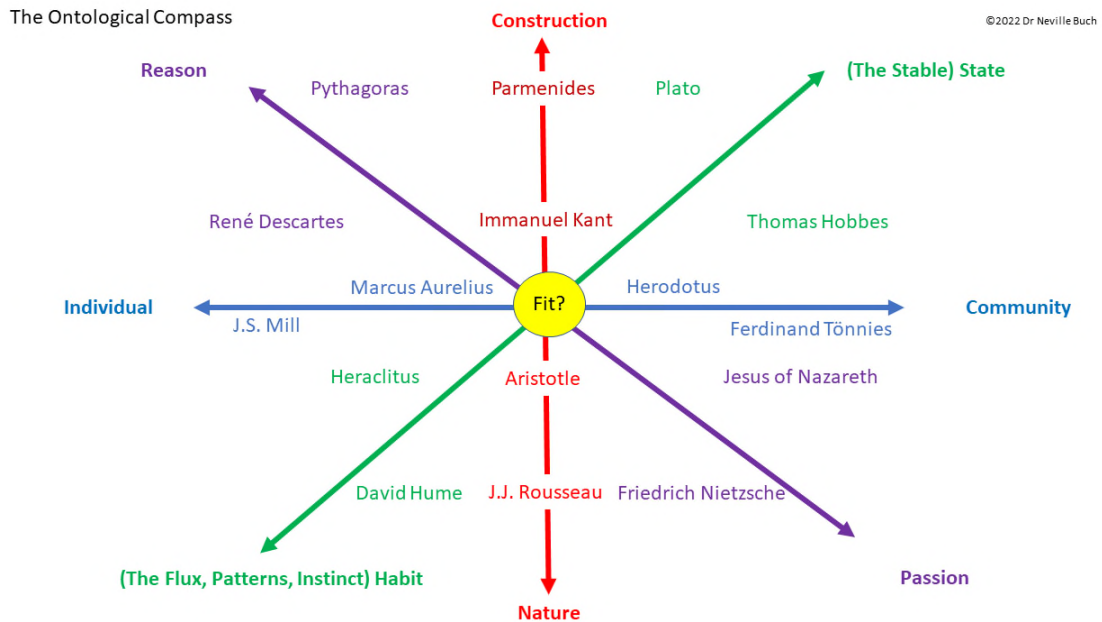 The Ontological Compass
Construction
©2022 Dr Neville Buch
Reason
(The Stable) State
Pythagoras
Parmenides
Plato
René Descartes
Immanuel Kant
Thomas Hobbes
Marcus Aurelius
Herodotus
Individual
Fit?
Community
J.S. Mill
Ferdinand Tönnies
Heraclitus
Aristotle
Jesus of Nazareth
David Hume
J.J. Rousseau
Friedrich Nietzsche
(The Flux, Patterns, Instinct) Habit
Passion
Nature